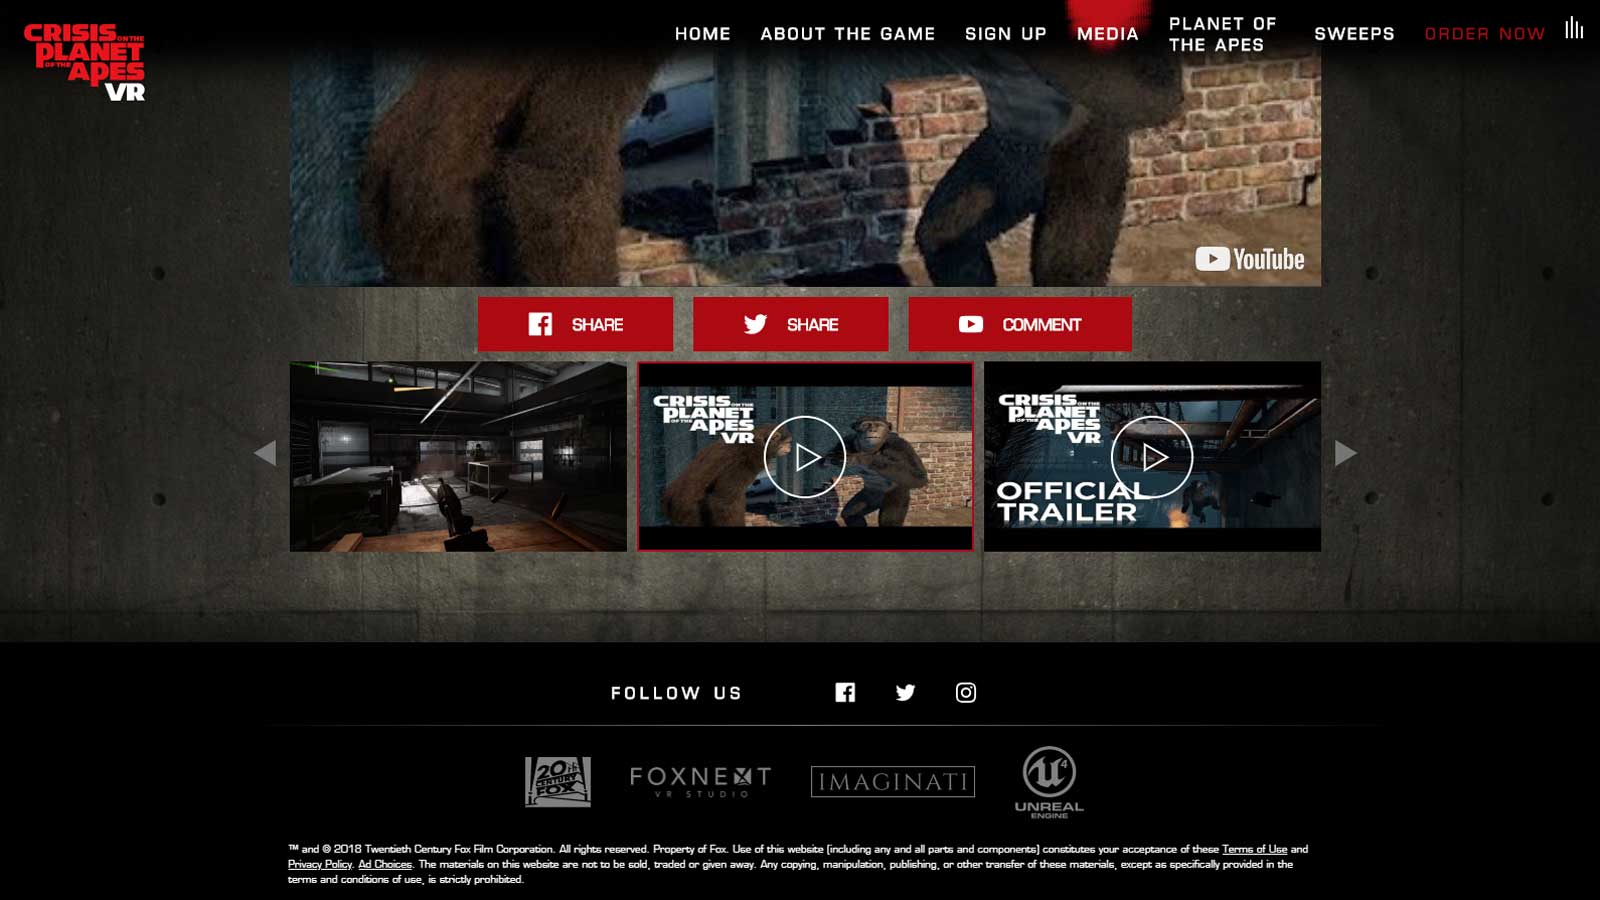 CRISIS ON THE
PLANET
OF THE APES
VR
HOME
ABOUT THE GAME
SIGN UP
MEDIA
PLANET OF
THE APES
SWEEPS
ORDER NOW
YouTube
SHARE
SHARE
COMMENT
CRISIS ON THE
PLANET
OF THE APES
VR
CRISIS ON THE
PLANET
OF THE APES
VR
OFFICIAL
TRAILER
FOLLOW US
20TH
CENTURY
FOX
FOXNEXT
VR STUDIO
IMAGINATI
U4
UNREAL
ENGINE
™ and © 2018 Twentieth Century Fox Film Corporation. All rights reserved. Property of Fox. Use of this website (including any and all parts and components) constitutes your acceptance of these Terms of Use and
Privacy Policy. Ad Choices. The materials on this website are not to be sold, traded or given away. Any copying, manipulation, publishing, or other transfer of these materials, except as specifically provided in the
terms and conditions of use, is strictly prohibited.